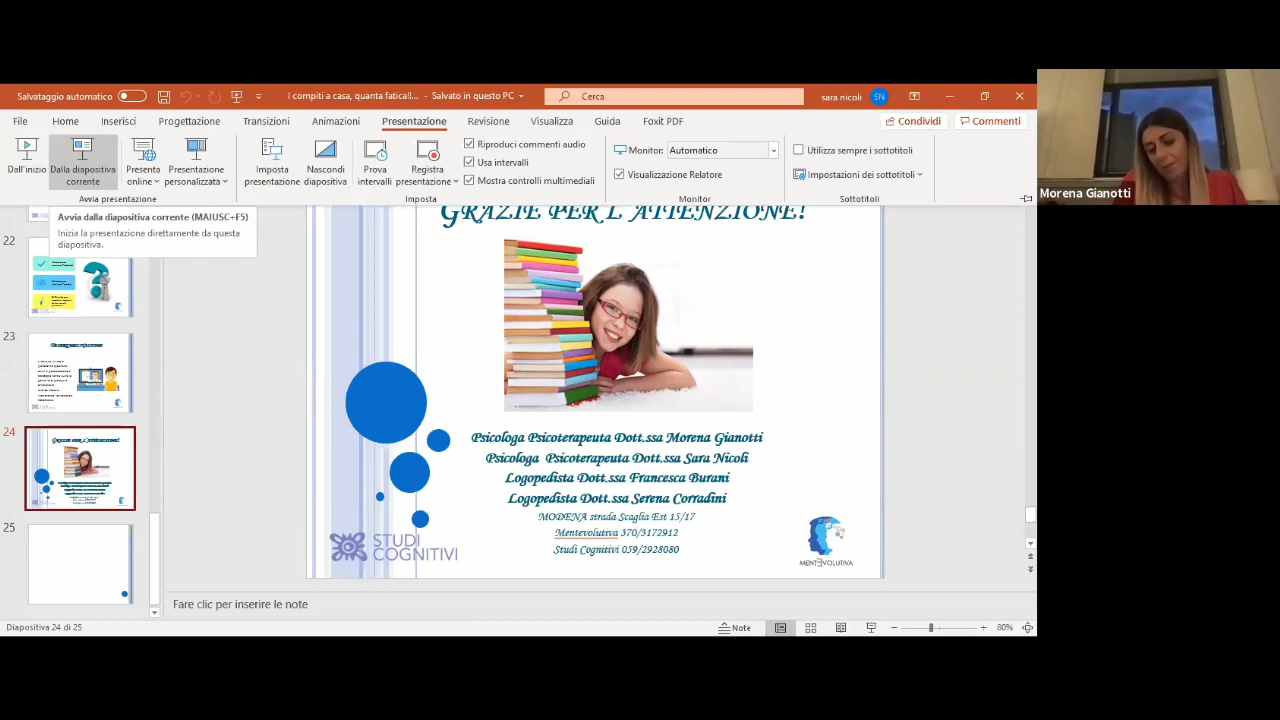 Salvataggio automatico
I compiti a casa, quanta fatica!!... - Salvato in questo PC
Cerca
sara nicoli
SN
File Home Inserisci Progettazione Transizioni Animazioni Presentazione Revisione Visualizza Guida Foxit PDF
Condividi
Commenti
Dall'inizio
Dalla diapositiva corrente
Presenta online
Presentazione personalizzata
Avvia presentazione
Imposta presentazione
Nascondi diapositiva
Prova intervalli
Registra presentazione
Riproduci commenti audio
Usa intervalli
Mostra controlli multimediali
Imposta
Monitor: Automatico
Visualizzazione Relatore
Monitor
Utilizza sempre i sottotitoli
Impostazioni dei sottotitoli
Sottotitoli
Morena Gianotti
Avvia dalla diapositiva corrente (MAIUSC+F5)
Inizia la presentazione direttamente da questa
diapositiva.
22
23
24
GRAZIE PER L'ATTENZIONE!
25
GRAZIE PER L'ATTENZIONE!
Psicologa Psicoterapeuta Dott.ssa Morena Gianotti
Psicologa Psicoterapeuta Dott.ssa Sara Nicoli
Logopedista Dott.ssa Francesca Burani
Logopedista Dott.ssa Serena Corradini
MODENA strada Scaglia Est 15/17
Mentevolutiva 370/3172912
Studi Cognitivi 059/2928080
STUDI
COGNITIVI
MENTEVOLUTIVA
Fare clic per inserire le note
Diapositiva 24 di 25
Note
80%